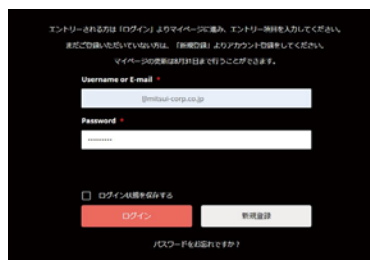 エントリーされる方は「ログイン」よりマイページに進み、エントリー項目を入力してください。
まだご登録いただいていない方は、「新規登録」よりアカウント登録をしてください。
マイページの更新は8月31日まで行うことができます。
Username or E-mail *
@mitsui-corp.co.jp
Password *
ログイン状態を保存する
ログイン
新規登録
パスワードをお忘れですか？